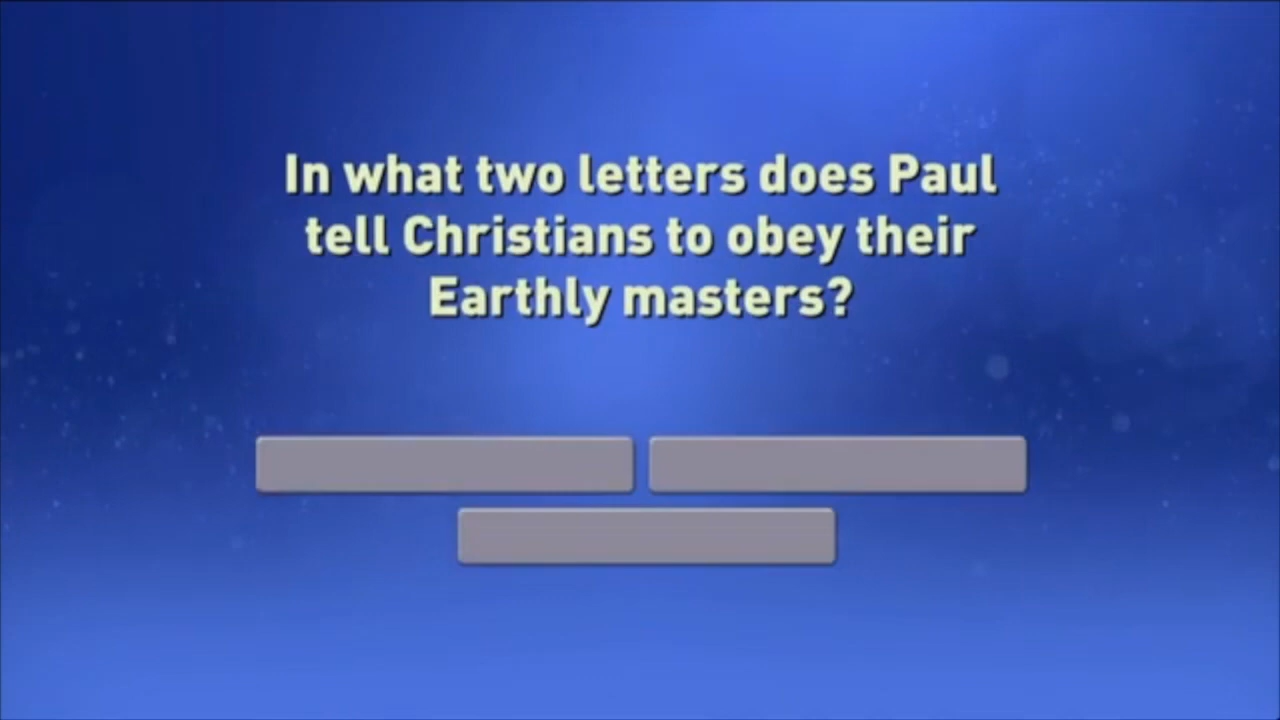 In what two letters does Paul
tell Christians to obey their
Earthly masters?